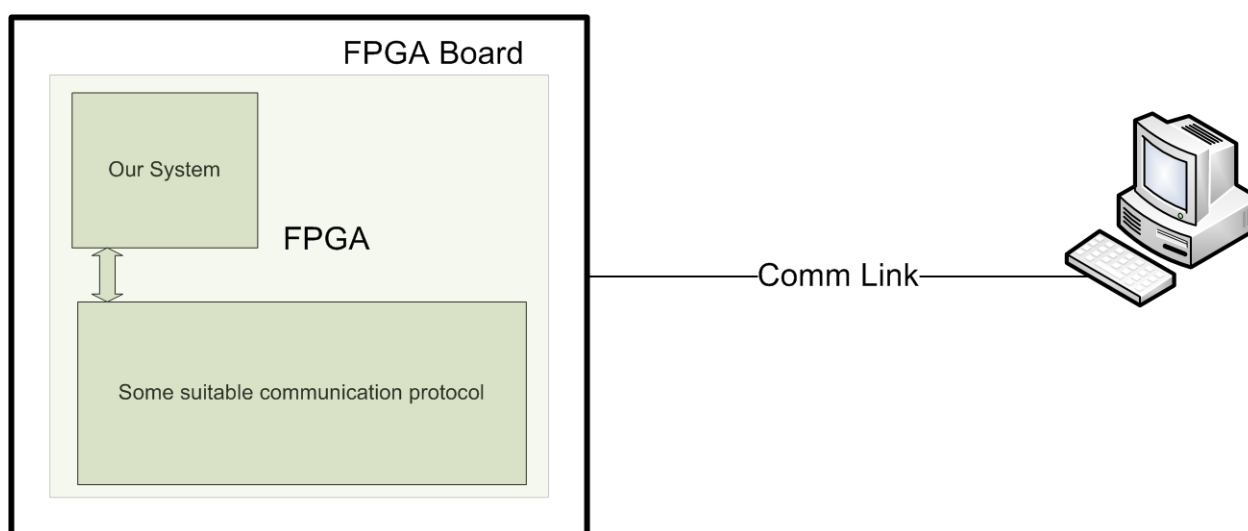 FPGA Board
Our System
FPGA
Comm Link
Some suitable communication protocol